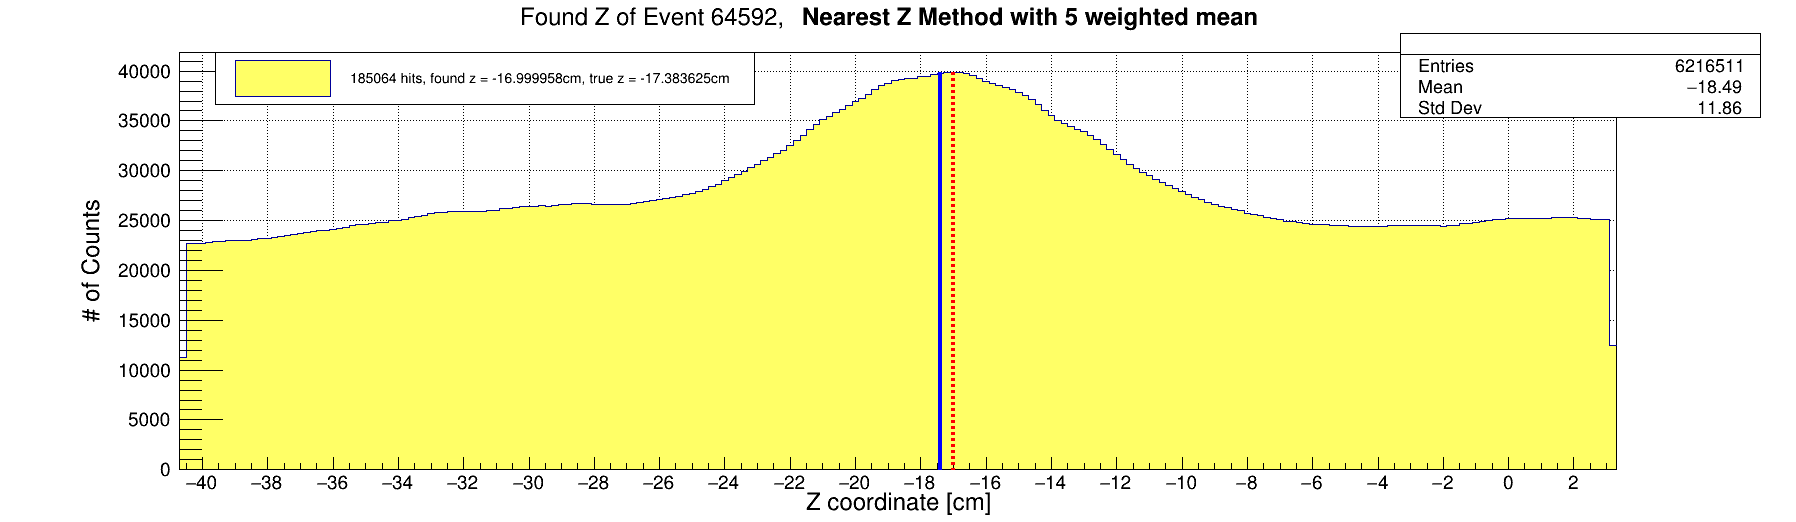 Found Z of Event 64592, Nearest Z Method with 5 weighted mean
185064 hits, found z = -16.999958cm, true z = -17.383625cm
Entries 6216511
Mean −18.49
Std Dev 11.86
# of Counts
40000
35000
30000
25000
20000
15000
10000
5000
0
−40 −38 −36 −34 −32 −30 −28 −26 −24 −22 −20 −18 −16 −14 −12 −10 −8 −6 −4 −2 0 2
Z coordinate [cm]